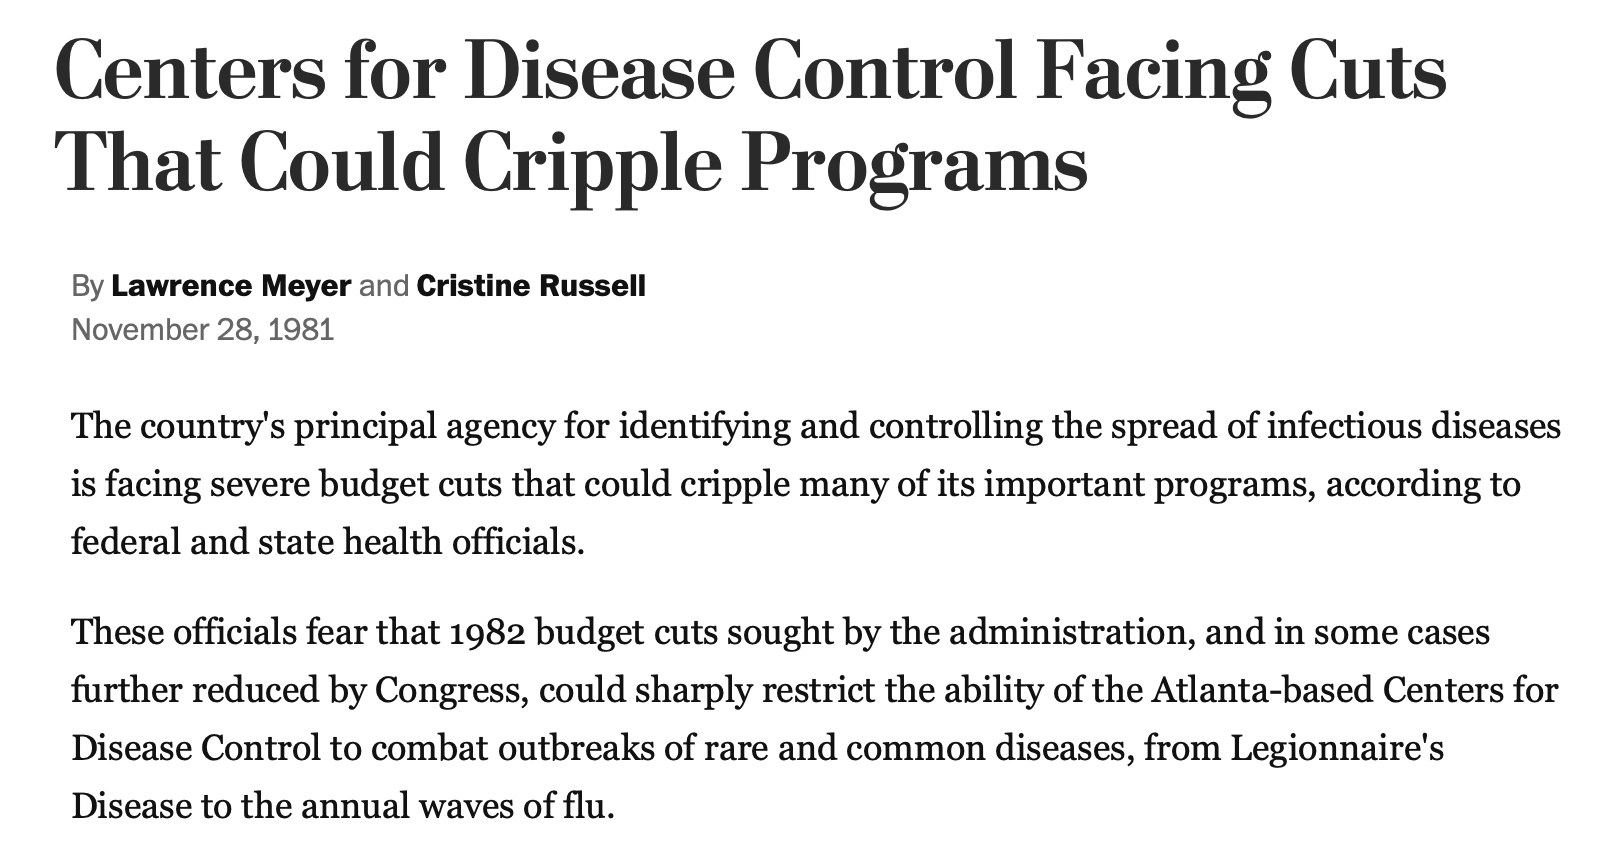 Centers for Disease Control Facing Cuts
That Could Cripple Programs
By Lawrence Meyer and Cristine Russell
November 28, 1981
The country's principal agency for identifying and controlling the spread of infectious diseases
is facing severe budget cuts that could cripple many of its important programs, according to
federal and state health officials.
These officials fear that 1982 budget cuts sought by the administration, and in some cases
further reduced by Congress, could sharply restrict the ability of the Atlanta-based Centers for
Disease Control to combat outbreaks of rare and common diseases, from Legionnaire's
Disease to the annual waves of flu.